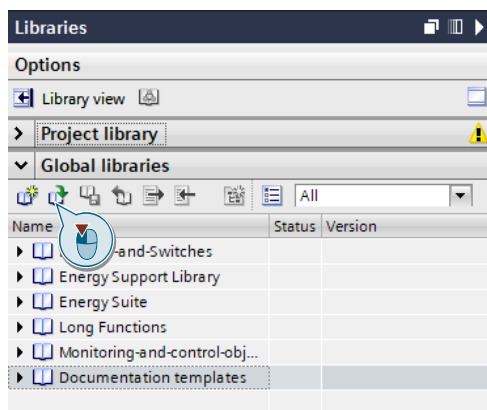 Libraries
Options
Library view
Project library
Global libraries
All
Name Status Version
-and-Switches
Energy Support Library
Energy Suite
Long Functions
Monitoring-and-control-obj...
Documentation templates